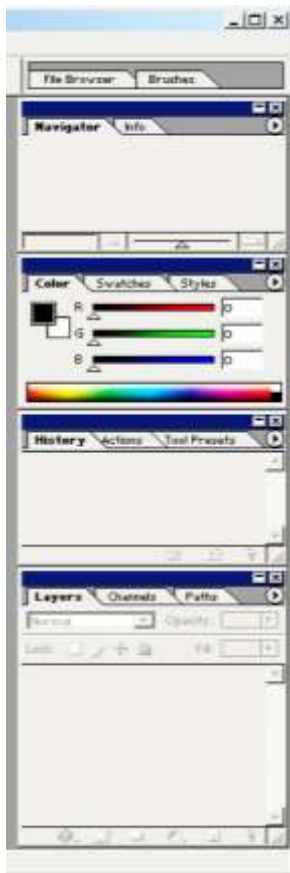 File Browser Brushes
Navigator Info
Color Swatches Styles
R 0
G 0
B 0
History Actions Tool Presets
Layers Channels Paths
Normal Opacity:
Lock: Fill: